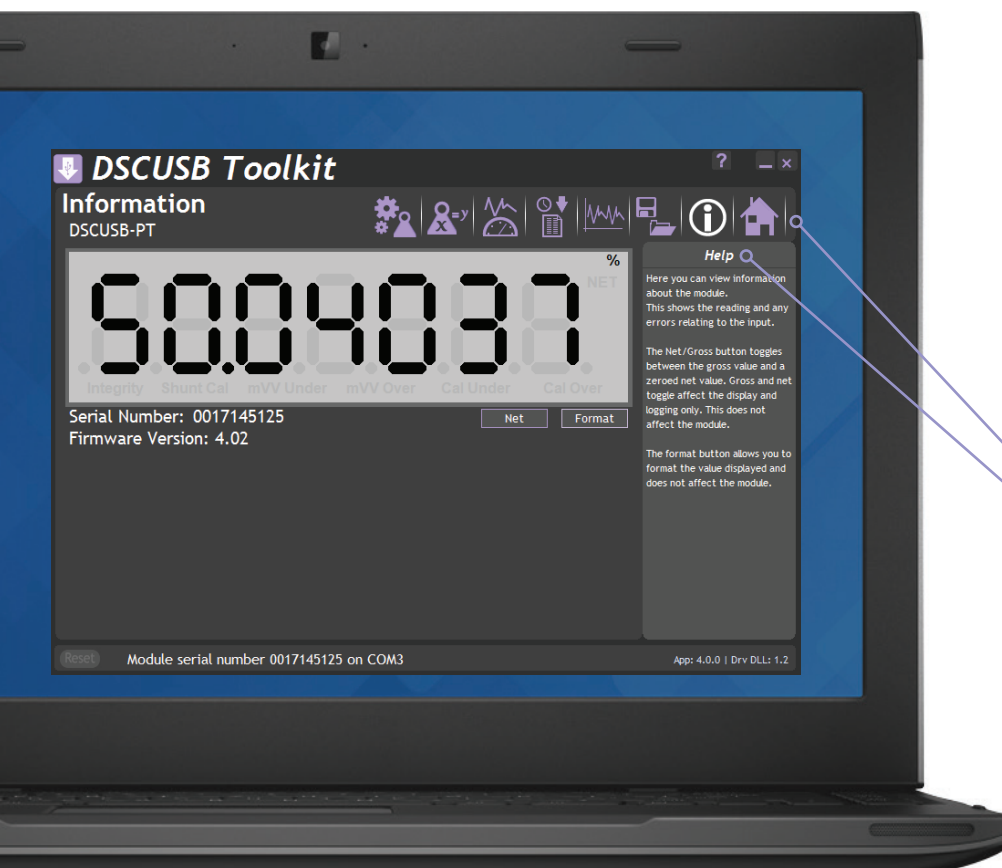 DSCUSB Toolkit
?
Information
DSCUSB-PT
x
=y
%
NET
50.04037
Integrity Shunt Cal mVV Under mVV Over Cal Under Cal Over
Serial Number: 0017145125
Firmware Version: 4.02
Net Format
Help
Here you can view information
about the module.
This shows the reading and any
errors relating to the input.
The Net/Gross button toggles
between the gross value and a
zeroed net value. Gross and net
toggle affect the display and
logging only. This does not
affect the module.
The format button allows you to
format the value displayed and
does not affect the module.
Reset
Module serial number 0017145125 on COM3
App: 4.0.0 | Drv DLL: 1.2